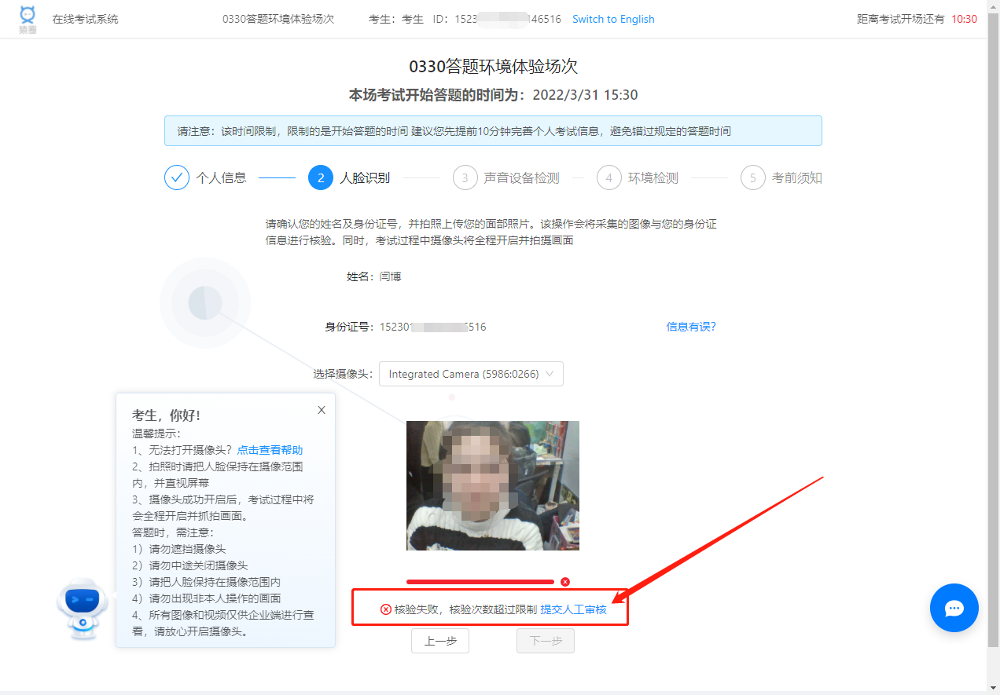 猿圈
在线考试系统
0330答题环境体验场次
考生：考生 ID：1523 146516 Switch to English
距离考试开场还有 10:30
0330答题环境体验场次
本场考试开始答题的时间为：2022/3/31 15:30
请注意：该时间限制，限制的是开始答题的时间 建议您先提前10分钟完善个人考试信息，避免错过规定的答题时间
个人信息
2 人脸识别
3 声音设备检测
4 环境检测
5 考前须知
请确认您的姓名及身份证号，并拍照上传您的面部照片。该操作会将采集的图像与您的身份证
信息进行核验。同时，考试过程中摄像头将全程开启并拍摄画面
姓名：闫博
身份证号：15230 516
信息有误?
选择摄像头：Integrated Camera (5986:0266)
考生，你好！
温馨提示：
1、无法打开摄像头？点击查看帮助
2、拍照时请把人脸保持在摄像范围
内，并直视屏幕
3、摄像头成功开启后，考试过程中将
会全程开启并抓拍画面。
答题时，需注意：
1）请勿遮挡摄像头
2）请勿中途关闭摄像头
3）请把人脸保持在摄像范围内
4）请勿出现非本人操作的画面
4、所有图像和视频仅供企业端进行查
看，请放心开启摄像头。
核验失败，核验次数超过限制 提交人工审核
上一步
下一步